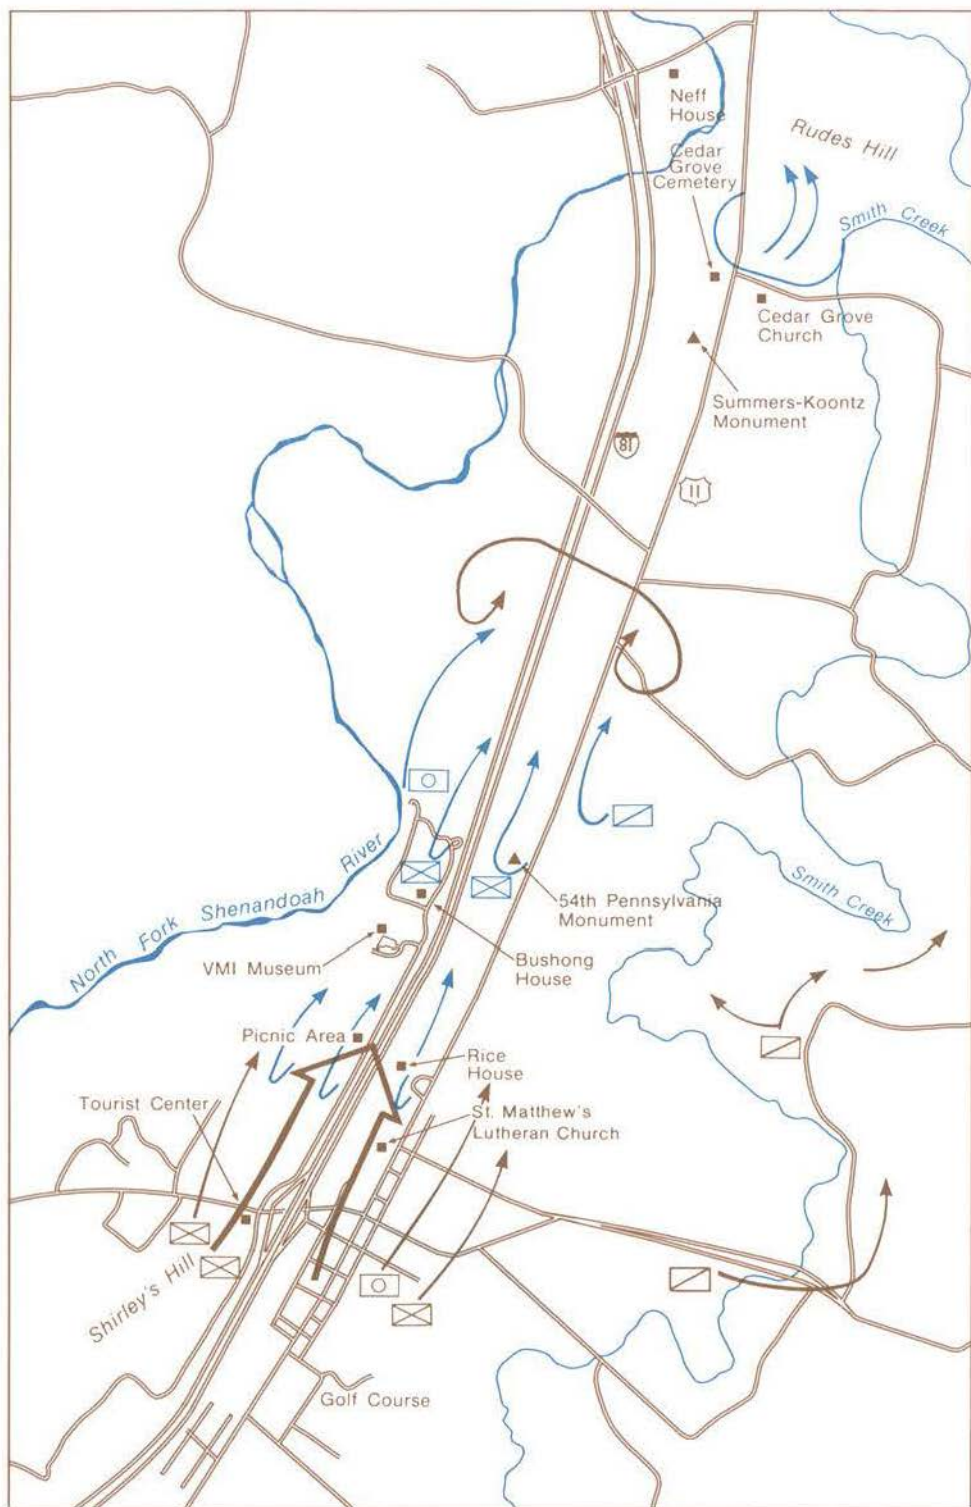 Neff
House
Rudes Hill
Cedar
Grove
Cemetery
Smith Creek
Cedar Grove
Church
Summers-Koontz
Monument
81
11
Smith Creek
54th Pennsylvania
Monument
North Fork Shenandoah River
VMI Museum
Bushong
House
Picnic Area
Rice
House
Tourist Center
St. Matthew's
Lutheran Church
Shirley's Hill
Golf Course